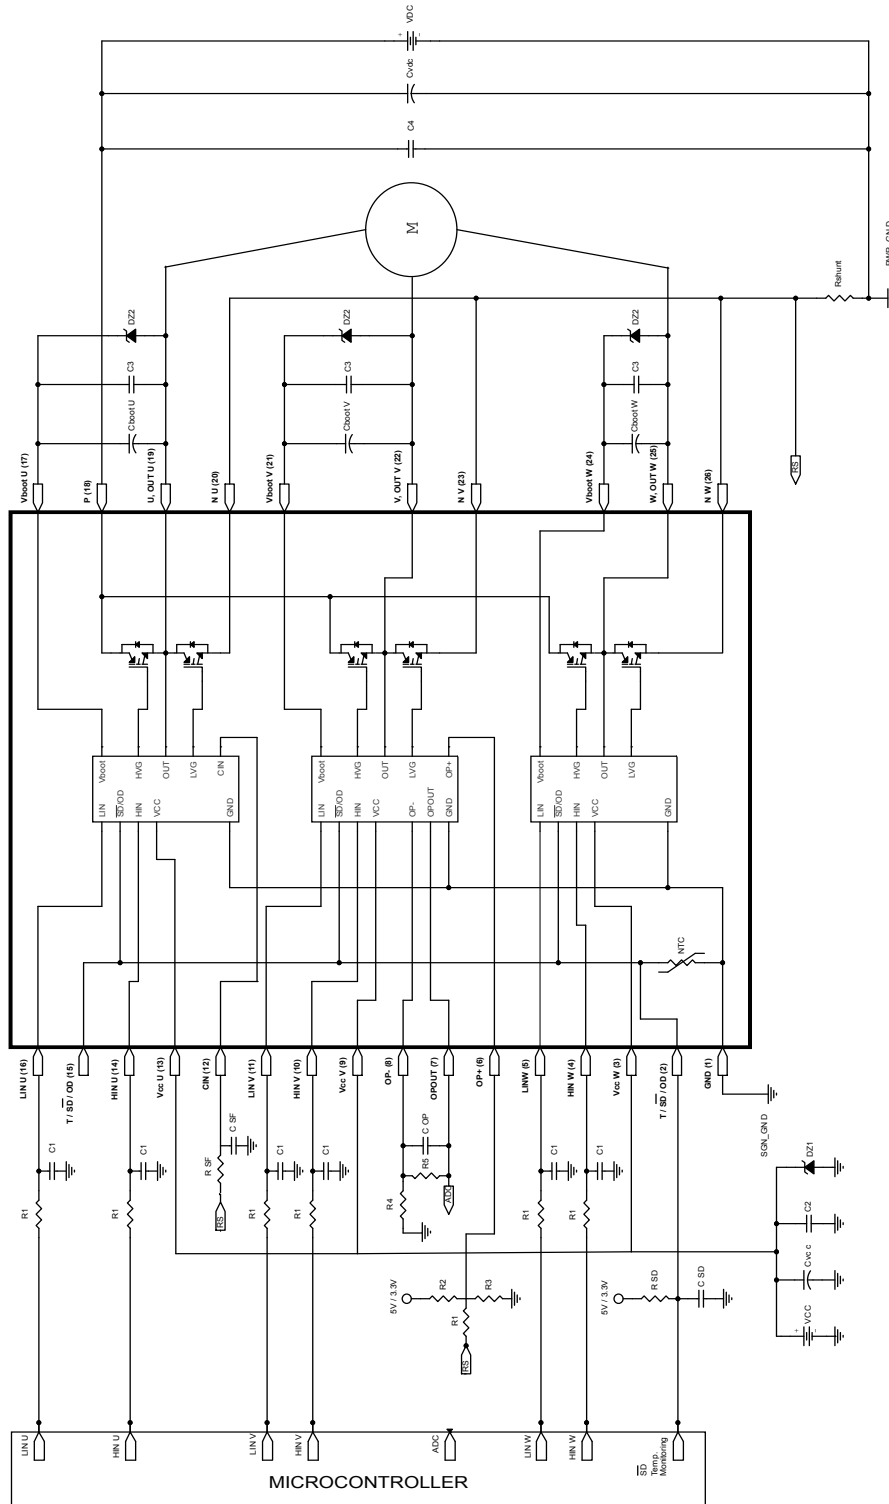 VDC
+
-
Cvdc
C4
M
Rshunt
DZ2
C3
Cboot U
DZ2
C3
Cboot V
DZ2
C3
Cboot W
RS
Vboot U (17)
P (18)
U, OUT U (19)
N U (20)
Vboot V (21)
V, OUT V (22)
N V (23)
Vboot W (24)
W, OUT W (25)
N W (26)
Vboot
HVG
OUT
LVG
CIN
LIN
SD/OD
HIN
VCC
GND
Vboot
HVG
OUT
LVG
OP+
LIN
SD/OD
HIN
VCC
OP-
OPOUT
GND
Vboot
HVG
OUT
LVG
LIN
SD/OD
HIN
VCC
GND
NTC
LIN U (16)
T / SD / OD (15)
HIN U (14)
Vcc U (13)
CIN (12)
LIN V (11)
HIN V (10)
Vcc V (9)
OP- (8)
OPOUT (7)
OP+ (6)
LINW (5)
HIN W (4)
Vcc W (3)
T / SD / OD (2)
GND (1)
SGN_GND
C1
R1
C1
R1
C SF
R SF
RS
C1
R1
C1
R1
C OP
R5
R4
ADC
5V / 3.3V
R2
R3
R1
RS
C1
R1
C1
R1
5V / 3.3V
R SD
C SD
DZ1
C2
Cvcc
VCC
+
-
LIN U
HIN U
LIN V
HIN V
ADC
LIN W
HIN W
SD
Temp.
Monitoring
MICROCONTROLLER